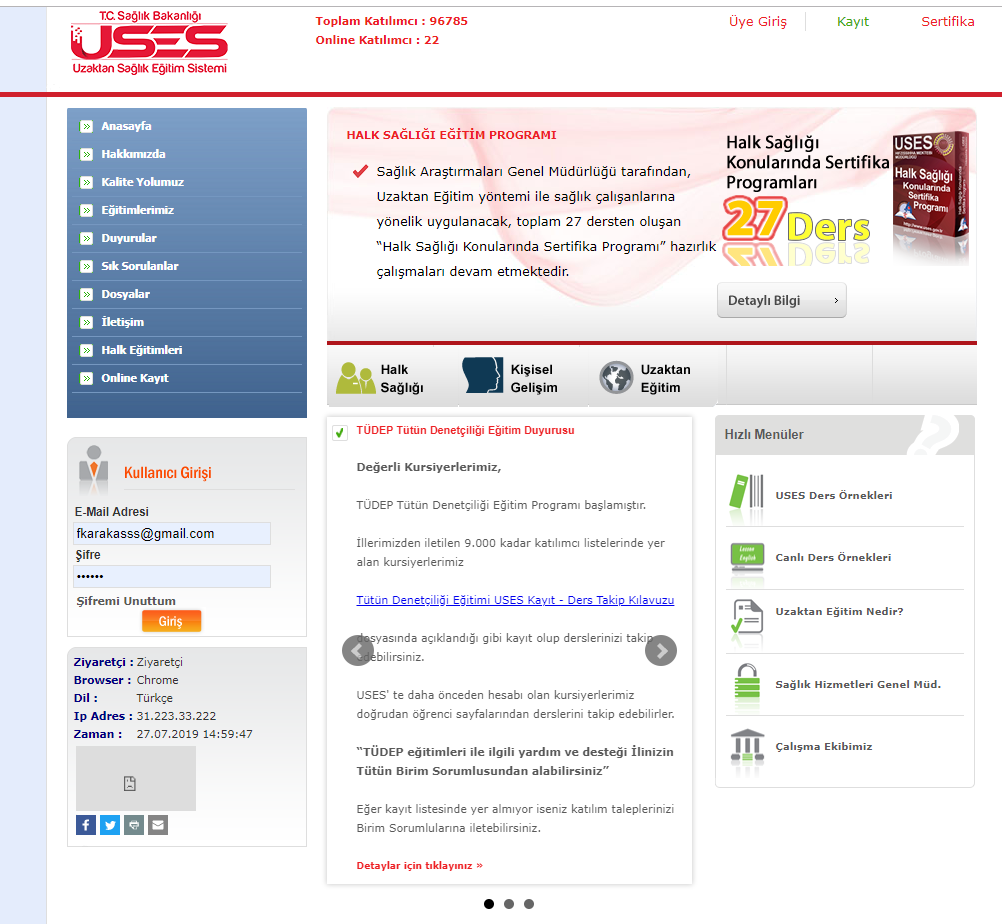 T.C. Sağlık Bakanlığı
USES
Uzaktan Sağlık Eğitim Sistemi
Toplam Katılımcı : 96785
Online Katılımcı : 22
Üye Giriş
Kayıt
Sertifika
Anasayfa
Hakkımızda
Kalite Yolumuz
Eğitimlerimiz
Duyurular
Sık Sorulanlar
Dosyalar
İletişim
Halk Eğitimleri
Online Kayıt
HALK SAĞLIĞI EĞİTİM PROGRAMI
Sağlık Araştırmaları Genel Müdürlüğü tarafından,
Uzaktan Eğitim yöntemi ile sağlık çalışanlarına
yönelik uygulanacak, toplam 27 dersten oluşan
“Halk Sağlığı Konularında Sertifika Programı” hazırlık
çalışmaları devam etmektedir.
Halk Sağlığı
Konularında Sertifika
Programları
27 Ders
USES
Halk Sağlığı
Konularında
Sertifika
Programı
Detaylı Bilgi
Halk
Sağlığı
Kişisel
Gelişim
Uzaktan
Eğitim
Kullanıcı Girişi
E-Mail Adresi
fkarakasss@gmail.com
Şifre
••••••
Şifremi Unuttum
Giriş
Ziyaretçi : Ziyaretçi
Browser : Chrome
Dil : Türkçe
Ip Adres : 31.223.33.222
Zaman : 27.07.2019 14:59:47
TÜDEP Tütün Denetçiliği Eğitim Duyurusu
Değerli Kursiyerlerimiz,
TÜDEP Tütün Denetçiliği Eğitim Programı başlamıştır.
İllerimizden iletilen 9.000 kadar katılımcı listelerinde yer
alan kursiyerlerimiz
Tütün Denetçiliği Eğitimi USES Kayıt - Ders Takip Kılavuzu
dosyasında açıklandığı gibi kayıt olup derslerinizi takip
edebilirsiniz.
USES' te daha önceden hesabı olan kursiyerlerimiz
doğrudan öğrenci sayfalarından derslerini takip edebilirler.
“TÜDEP eğitimleri ile ilgili yardım ve desteği İlinizin
Tütün Birim Sorumlusundan alabilirsiniz”
Eğer kayıt listesinde yer almıyor iseniz katılım taleplerinizi
Birim Sorumlularına iletebilirsiniz.
Detaylar için tıklayınız »
Hızlı Menüler
USES Ders Örnekleri
Lesson
English
Canlı Ders Örnekleri
Uzaktan Eğitim Nedir?
Sağlık Hizmetleri Genel Müd.
Çalışma Ekibimiz